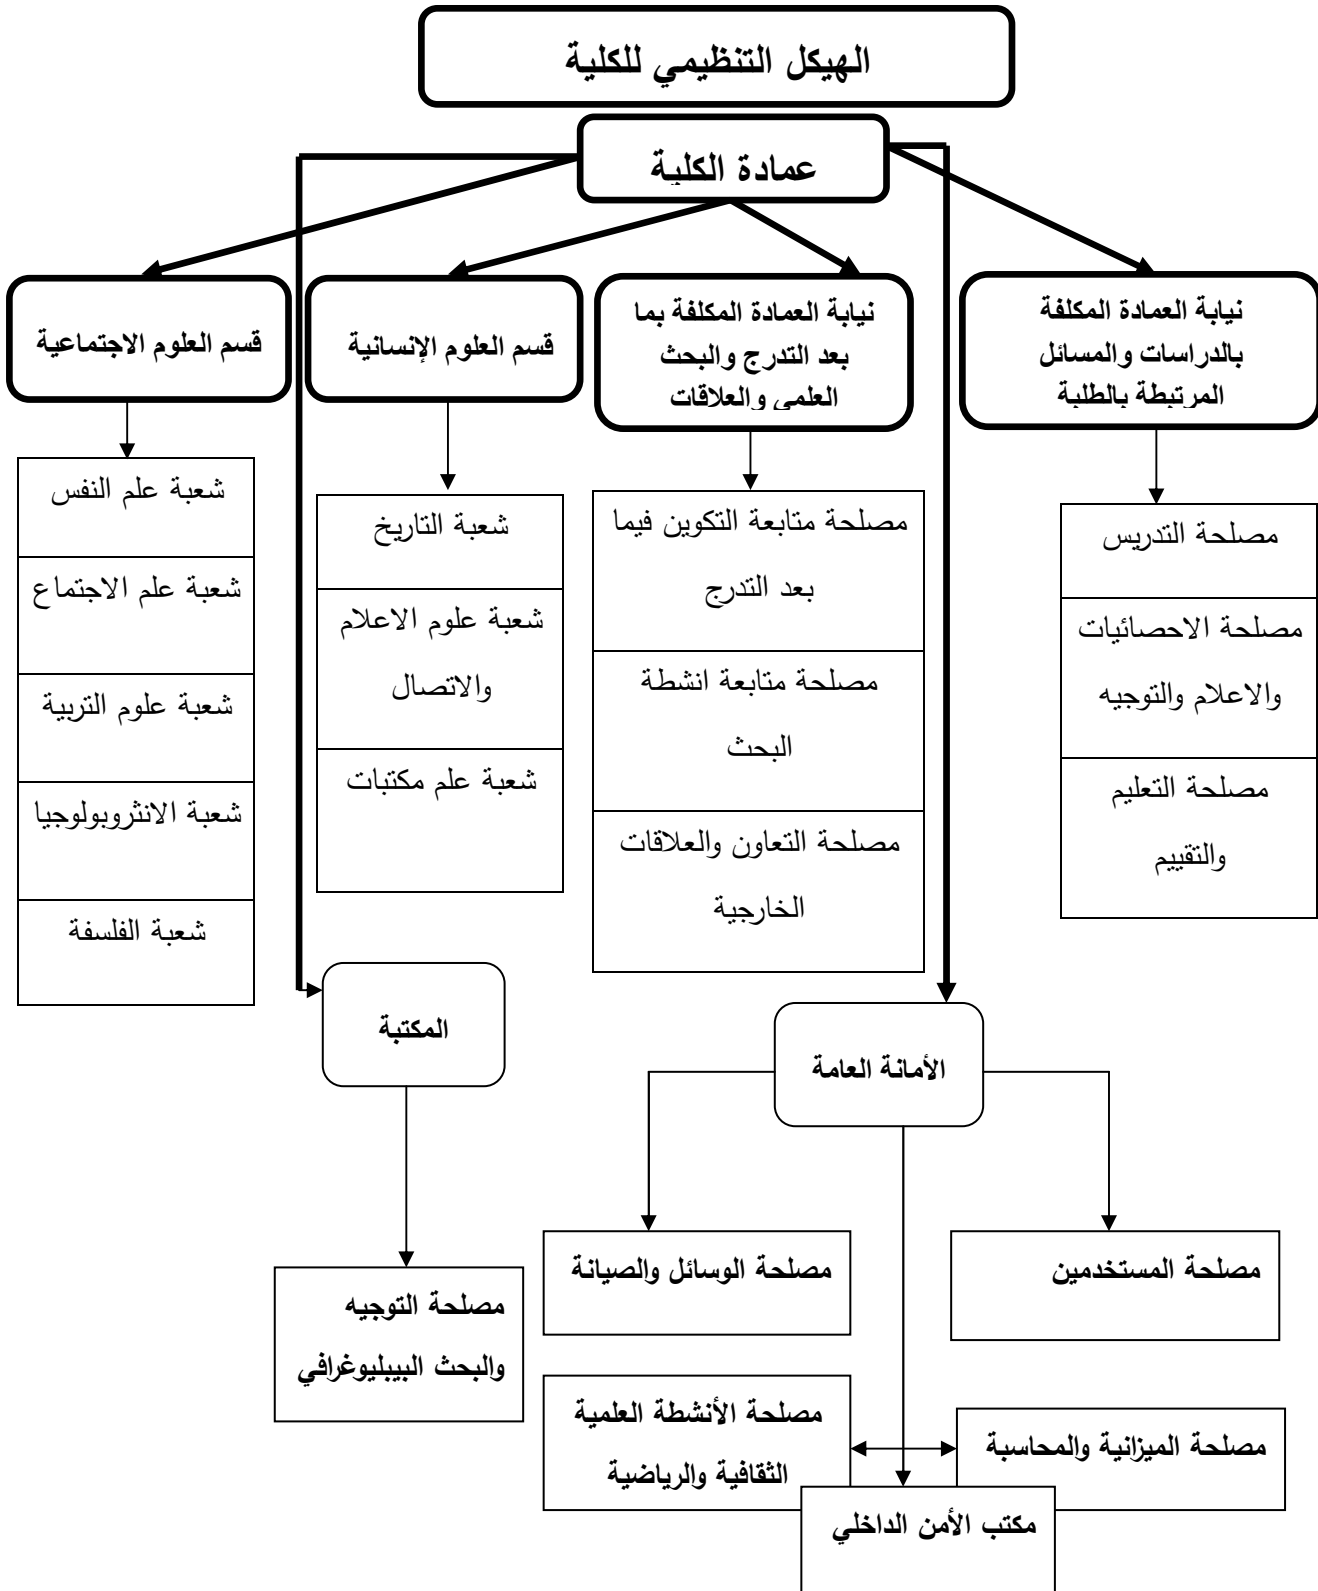 الهيكل التنظيمي للكلية
عمادة الكلية
نيابة العمادة المكلفة
بالدراسات والمسائل
المرتبطة بالطلبة
نيابة العمادة المكلفة بما
بعد التدرج والبحث
العلمي والعلاقات
قسم العلوم الإنسانية
قسم العلوم الاجتماعية
مصلحة التدريس
مصلحة الاحصائيات
والاعلام والتوجيه
مصلحة التعليم
والتقييم
مصلحة متابعة التكوين فيما
بعد التدرج
مصلحة متابعة انشطة
البحث
مصلحة التعاون والعلاقات
الخارجية
شعبة التاريخ
شعبة علوم الاعلام
والاتصال
شعبة علم مكتبات
شعبة علم النفس
شعبة علم الاجتماع
شعبة علوم التربية
شعبة الانثروبولوجيا
شعبة الفلسفة
الأمانة العامة
المكتبة
مصلحة المستخدمين
مصلحة الوسائل والصيانة
مصلحة التوجيه
والبحث البيبليوغرافي
مصلحة الميزانية والمحاسبة
مصلحة الأنشطة العلمية
الثقافية والرياضية
مكتب الأمن الداخلي